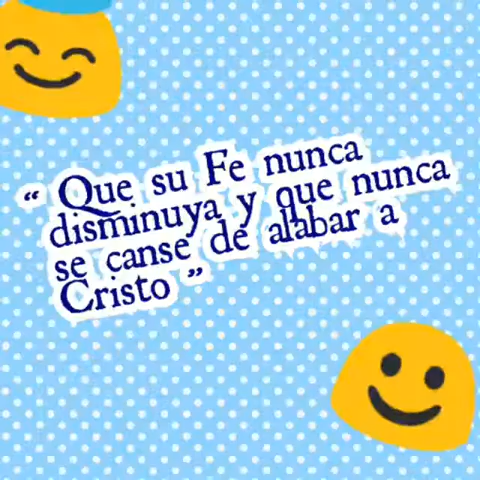 “ Que su Fe nunca
disminuya y que nunca
se canse de alabar a
Cristo ”